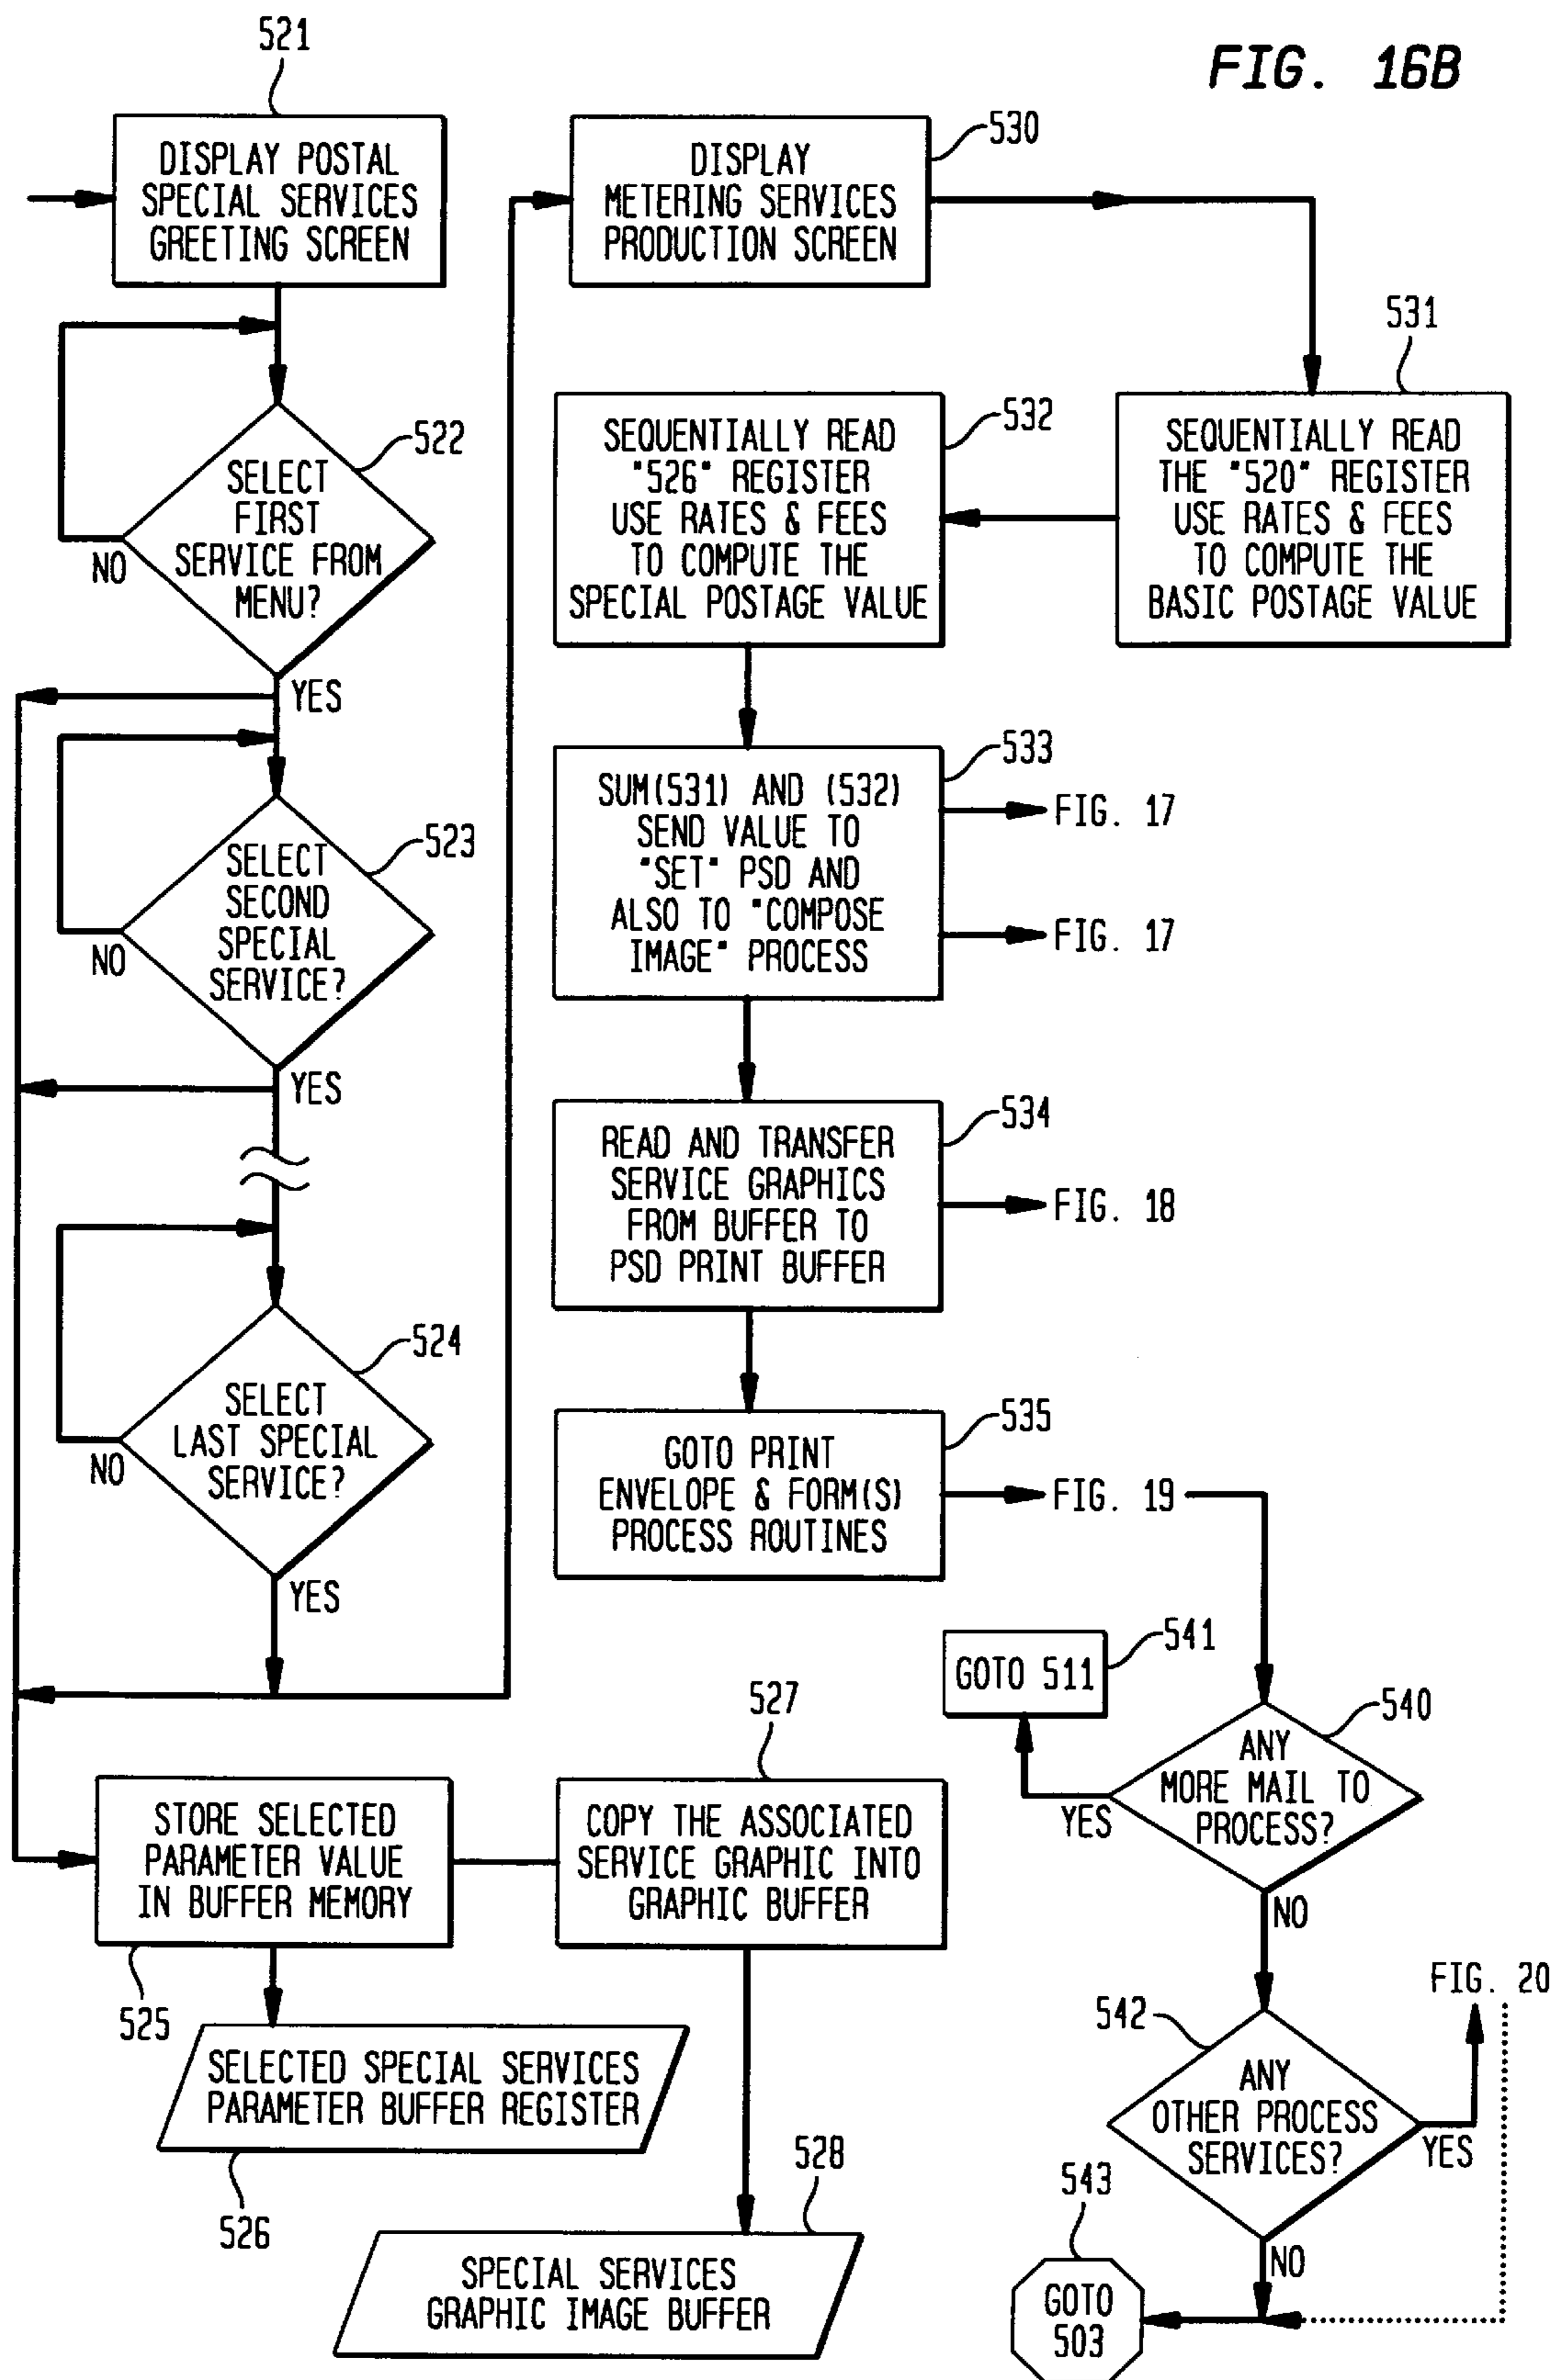 FIG. 16B
521
DISPLAY POSTAL
SPECIAL SERVICES
GREETING SCREEN
522
SELECT
FIRST
SERVICE FROM
MENU?
NO
YES
523
SELECT
SECOND
SPECIAL
SERVICE?
NO
YES
524
SELECT
LAST SPECIAL
SERVICE?
NO
YES
STORE SELECTED
PARAMETER VALUE
IN BUFFER MEMORY
525
SELECTED SPECIAL SERVICES
PARAMETER BUFFER REGISTER
526
527
COPY THE ASSOCIATED
SERVICE GRAPHIC INTO
GRAPHIC BUFFER
528
SPECIAL SERVICES
GRAPHIC IMAGE BUFFER
530
DISPLAY
METERING SERVICES
PRODUCTION SCREEN
531
SEQUENTIALLY READ
THE "520" REGISTER
USE RATES & FEES
TO COMPUTE THE
BASIC POSTAGE VALUE
532
SEQUENTIALLY READ
"526" REGISTER
USE RATES & FEES
TO COMPUTE THE
SPECIAL POSTAGE VALUE
533
SUM(531) AND (532)
SEND VALUE TO
"SET" PSD AND
ALSO TO "COMPOSE
IMAGE" PROCESS
FIG. 17
FIG. 17
534
READ AND TRANSFER
SERVICE GRAPHICS
FROM BUFFER TO
PSD PRINT BUFFER
FIG. 18
535
GOTO PRINT
ENVELOPE & FORM(S)
PROCESS ROUTINES
FIG. 19
541
GOTO 511
540
ANY
MORE MAIL TO
PROCESS?
YES
NO
542
ANY
OTHER PROCESS
SERVICES?
YES
FIG. 20
NO
543
GOTO
503